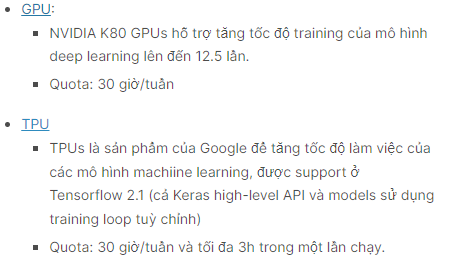 GPU:
NVIDIA K80 GPUs hỗ trợ tăng tốc độ training của mô hình
deep learning lên đến 12.5 lần.
Quota: 30 giờ/tuần
TPU
TPUs là sản phẩm của Google để tăng tốc độ làm việc của
các mô hình machiine learning, được support ở
Tensorflow 2.1 (cả Keras high-level API và models sử dụng
training loop tuỳ chỉnh)
Quota: 30 giờ/tuần và tối đa 3h trong một lần chạy.